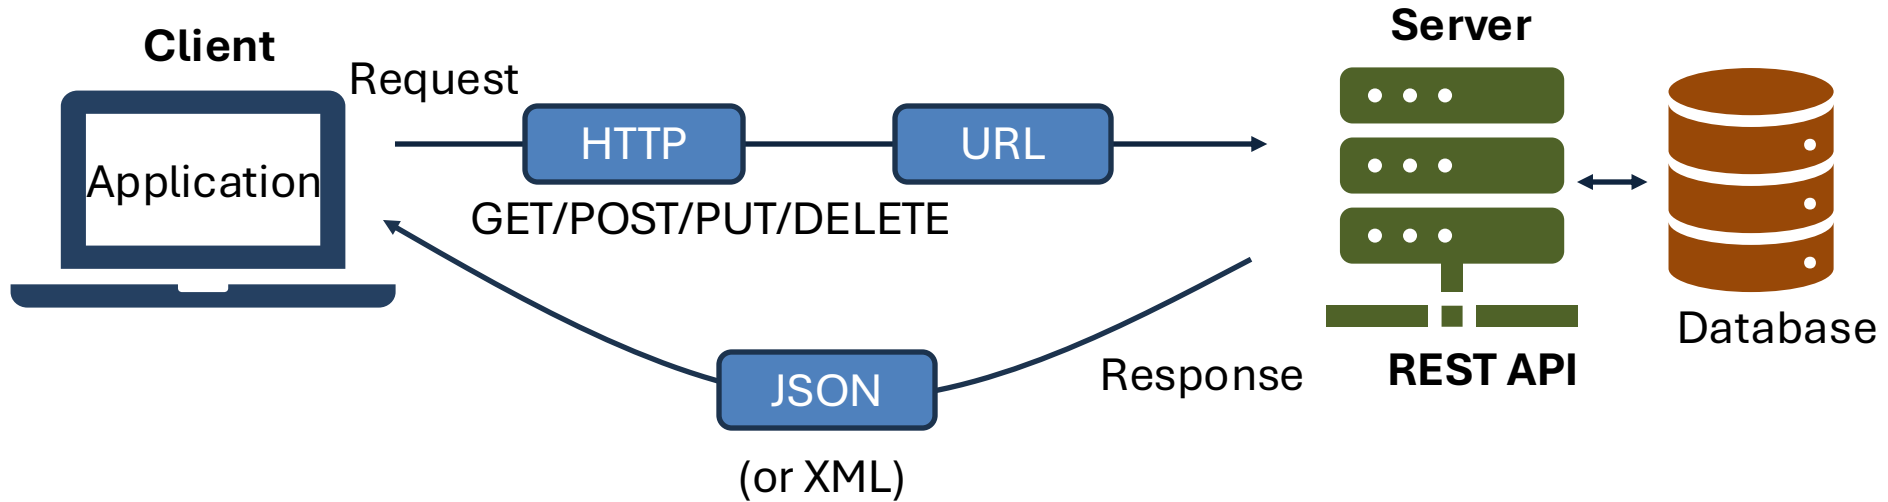 Client
Request
Application
HTTP
URL
GET/POST/PUT/DELETE
Server
REST API
Database
Response
JSON
(or XML)